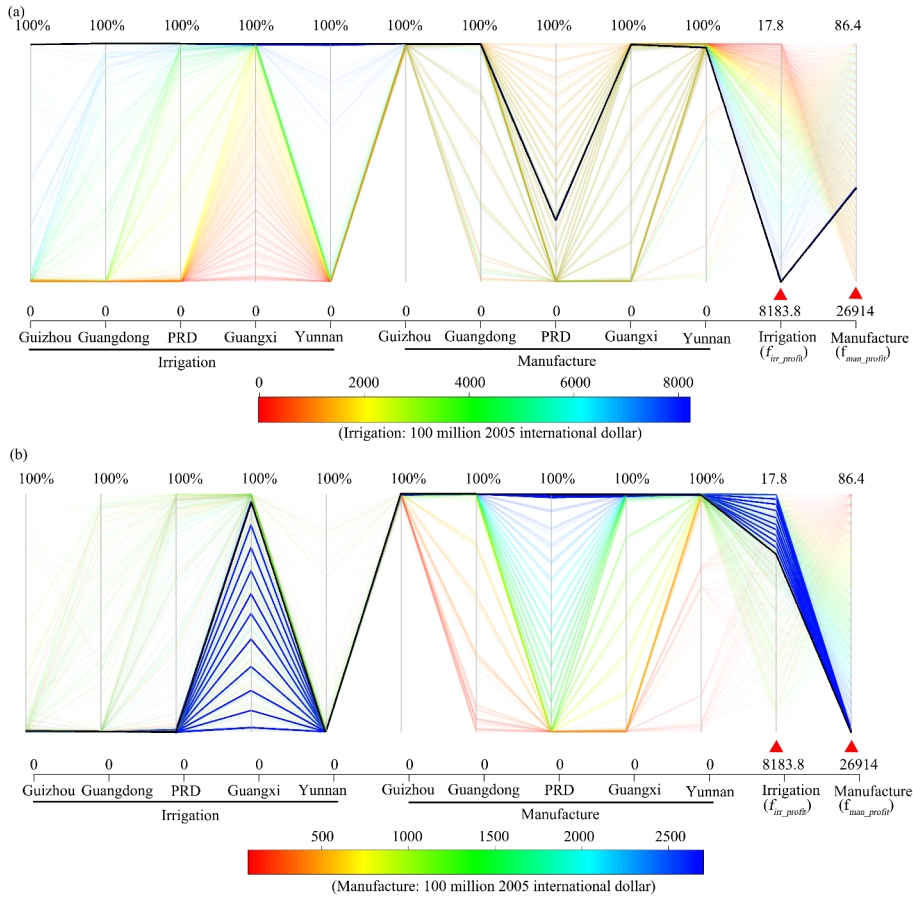 (a)
100% 100% 100% 100% 100% 100% 100% 100% 100% 100% 17.8 86.4
0 0 0 0 0 0 0 0 0 0 8183.8 26914
Guizhou Guangdong PRD Guangxi Yunnan Guizhou Guangdong PRD Guangxi Yunnan Irrigation Manufacture
(f_irr_profit) (f_man_profit)
Irrigation Manufacture
0 2000 4000 6000 8000
(Irrigation: 100 million 2005 international dollar)
(b)
100% 100% 100% 100% 100% 100% 100% 100% 100% 100% 17.8 86.4
0 0 0 0 0 0 0 0 0 0 8183.8 26914
Guizhou Guangdong PRD Guangxi Yunnan Guizhou Guangdong PRD Guangxi Yunnan Irrigation Manufacture
(f_irr_profit) (f_man_profit)
Irrigation Manufacture
500 1000 1500 2000 2500
(Manufacture: 100 million 2005 international dollar)